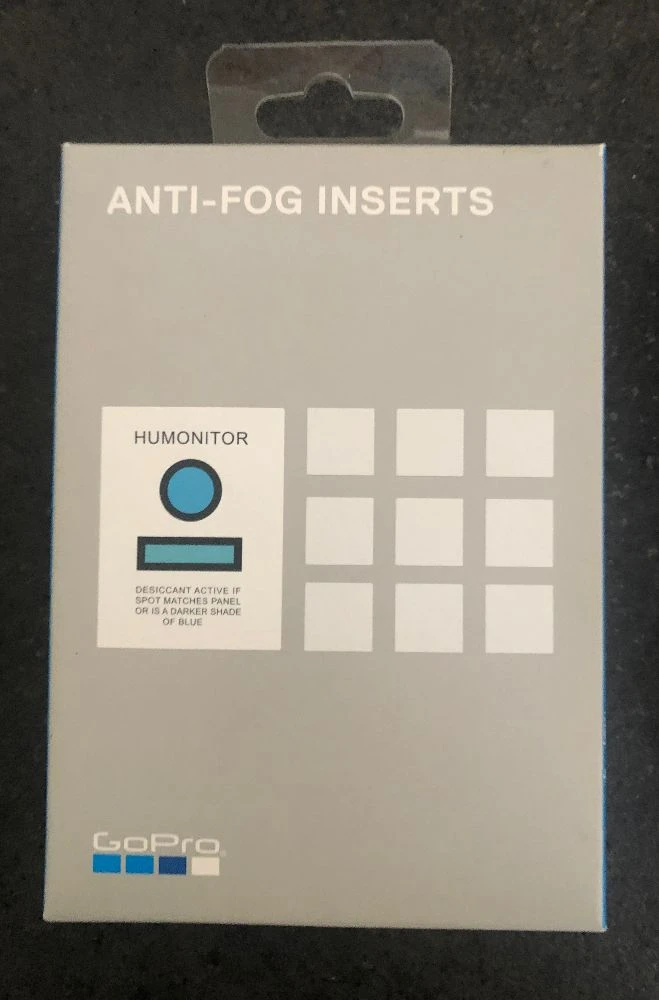 ANTI-FOG INSERTS
HUMONITOR
DESICCANT ACTIVE IF
SPOT MATCHES PANEL
OR IS A DARKER SHADE
OF BLUE
GoPro®